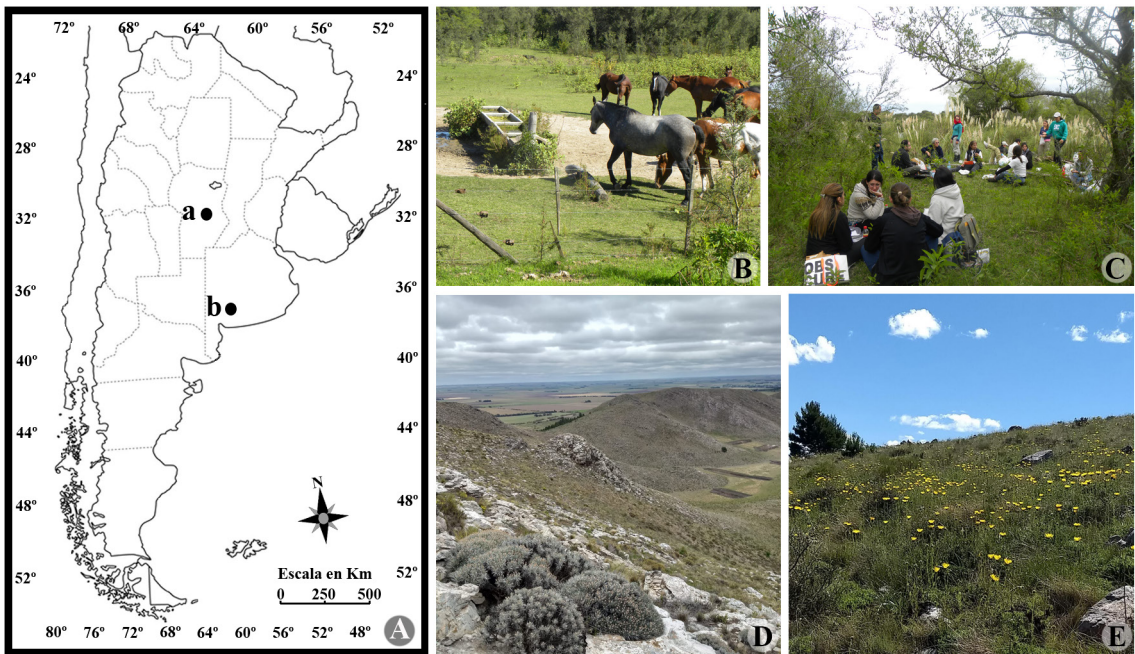 72º 68º 64º 60º 56º 52º
24º 24º
28º 28º
a
32º 32º
36º 36º
b
40º 40º
44º 44º
48º 48º
N
52º 52º
Escala en Km
0 250 500
80º 76º 72º 68º 64º 60º 56º 52º 48º
A
B
OBS
C
D
E